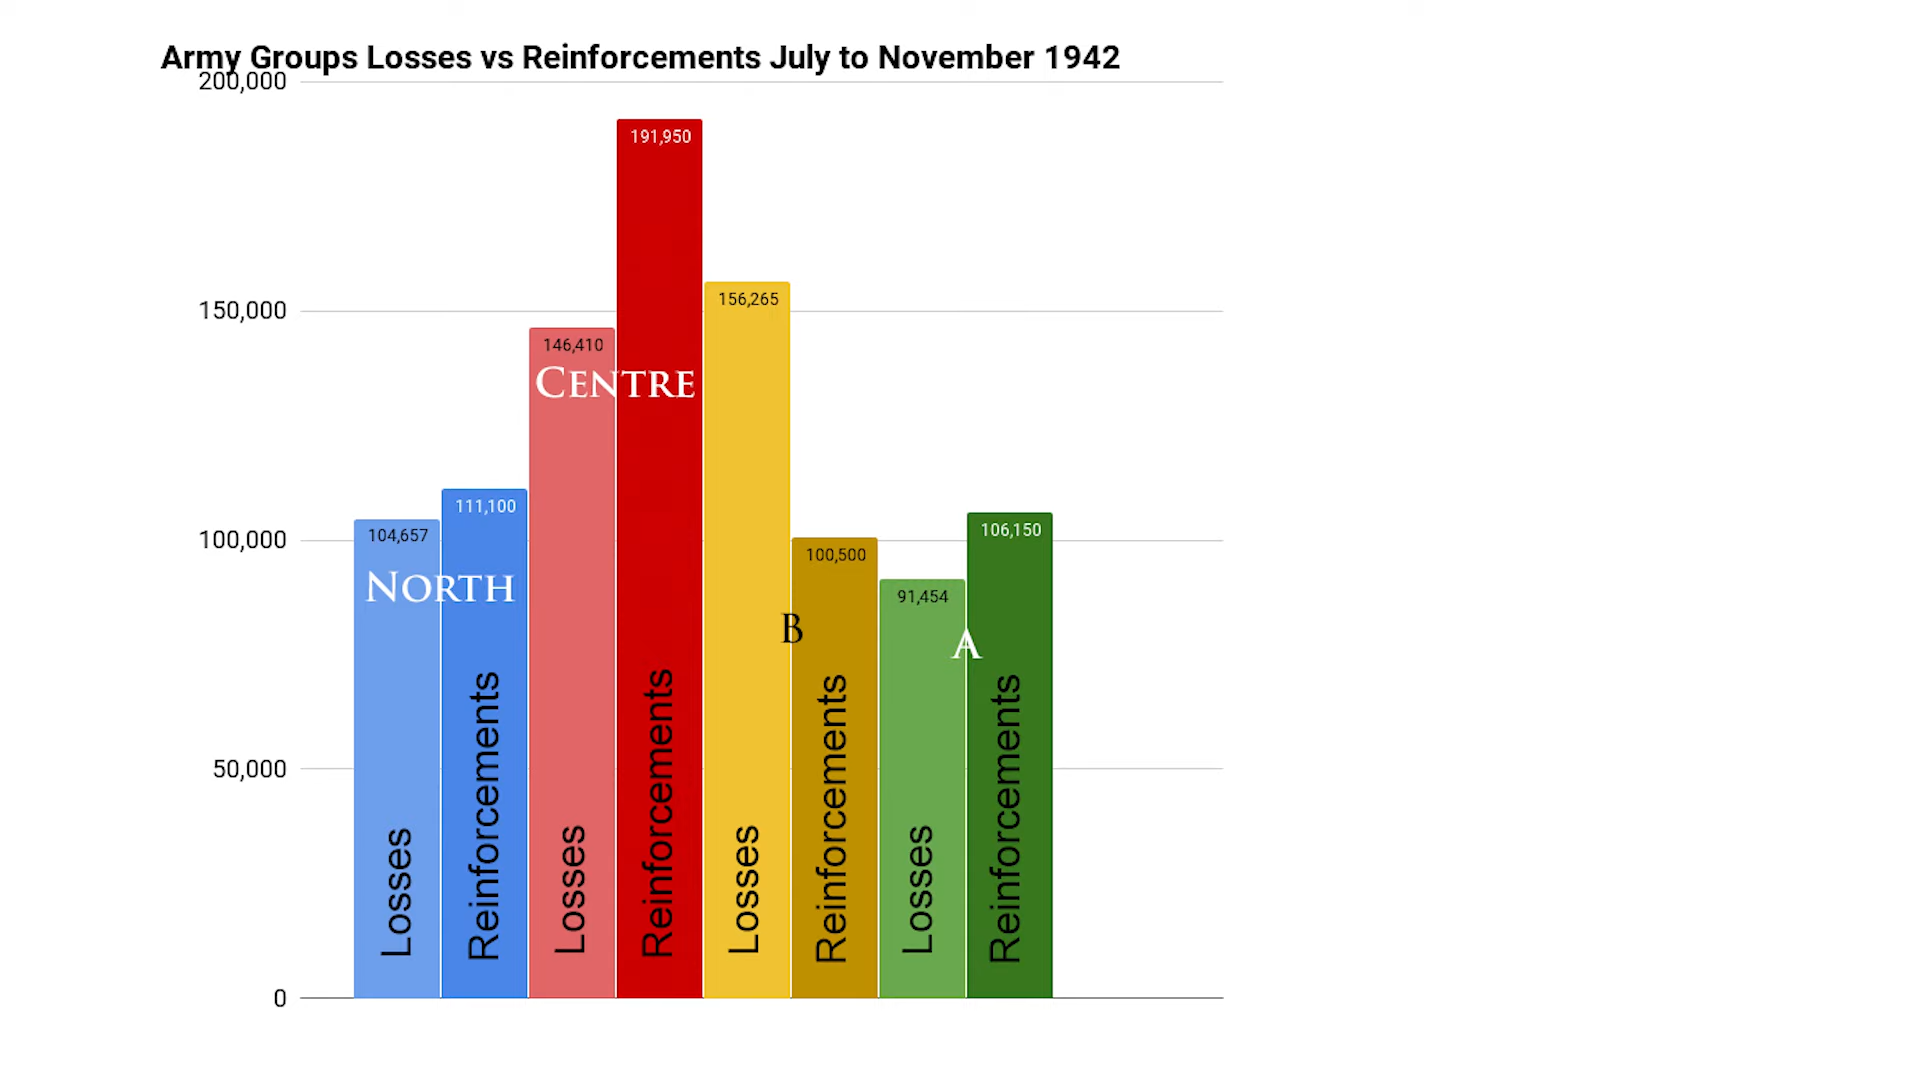 Army Groups Losses vs Reinforcements July to November 1942
200,000
150,000
100,000
50,000
0
104,657
111,100
146,410
191,950
156,265
100,500
91,454
106,150
NORTH
CENTRE
B
A
Losses
Reinforcements
Losses
Reinforcements
Losses
Reinforcements
Losses
Reinforcements